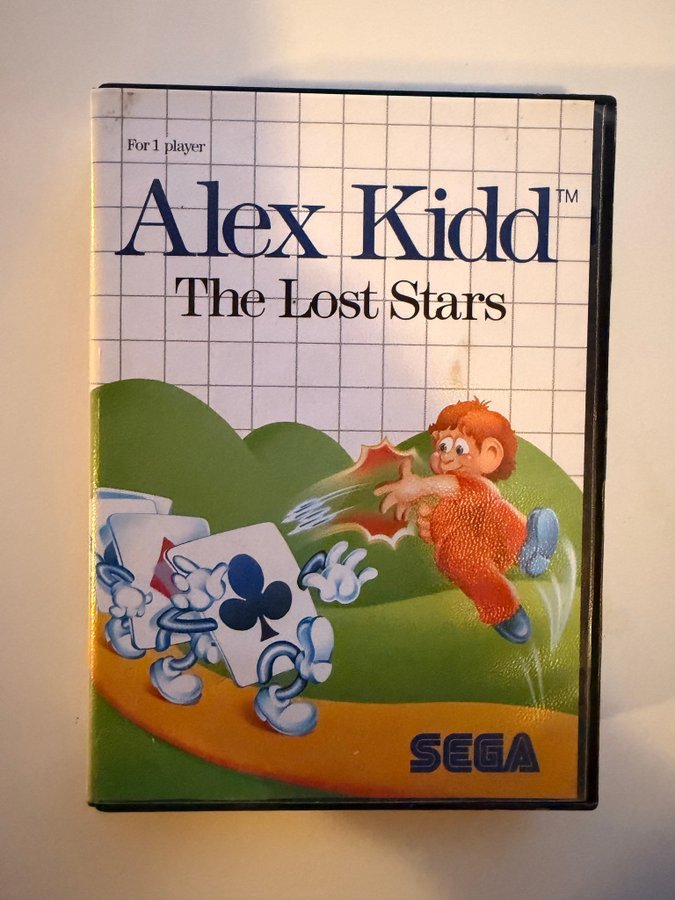 For 1 player
Alex Kidd™
The Lost Stars
SEGA